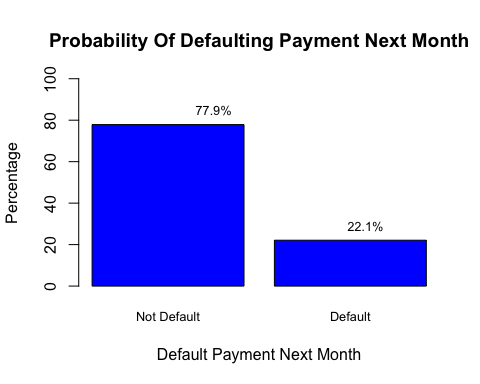 Probability Of Defaulting Payment Next Month
100
80
60
40
20
0
Percentage
77.9%
22.1%
Not Default
Default
Default Payment Next Month